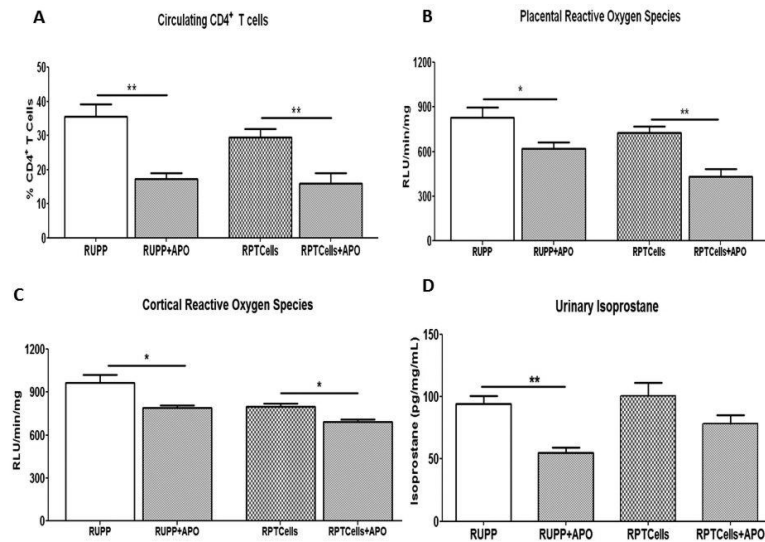 A
Circulating CD4⁺ T cells
% CD4⁺ T Cells
50
40
30
20
10
0
**
**
RUPP
RUPP+APO
RPTCells
RPTCells+APO
B
Placental Reactive Oxygen Species
RLU/min/mg
1200
900
600
300
0
*
**
RUPP
RUPP+APO
RPTCells
RPTCells+APO
C
Cortical Reactive Oxygen Species
RLU/min/mg
1200
900
600
300
0
*
*
RUPP
RUPP+APO
RPTCells
RPTCells+APO
D
Urinary Isoprostane
Isoprostane (pg/mg/mL)
150
100
50
0
**
RUPP
RUPP+APO
RPTCells
RPTCells+APO